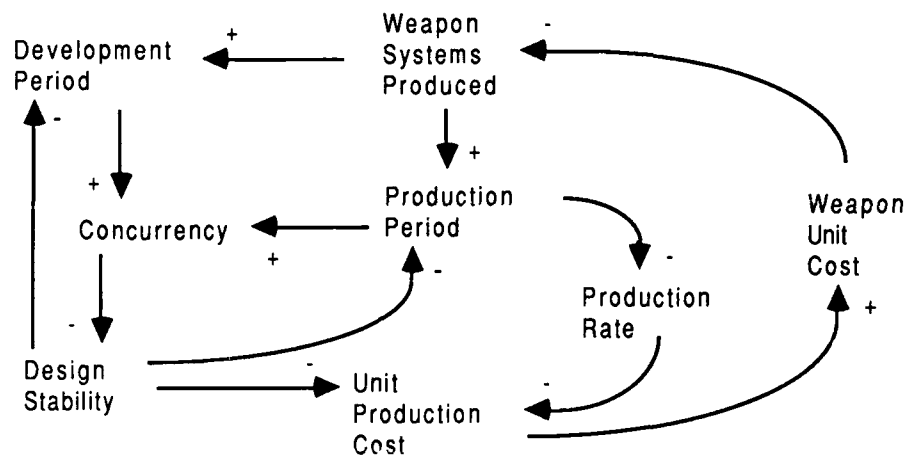 Weapon
Systems
Produced
-
+
Development
Period
-
+
+
Production
Period
Concurrency
+
-
-
Weapon
Unit
Cost
+
Production
Rate
-
Design
Stability
-
-
Unit
Production
Cost